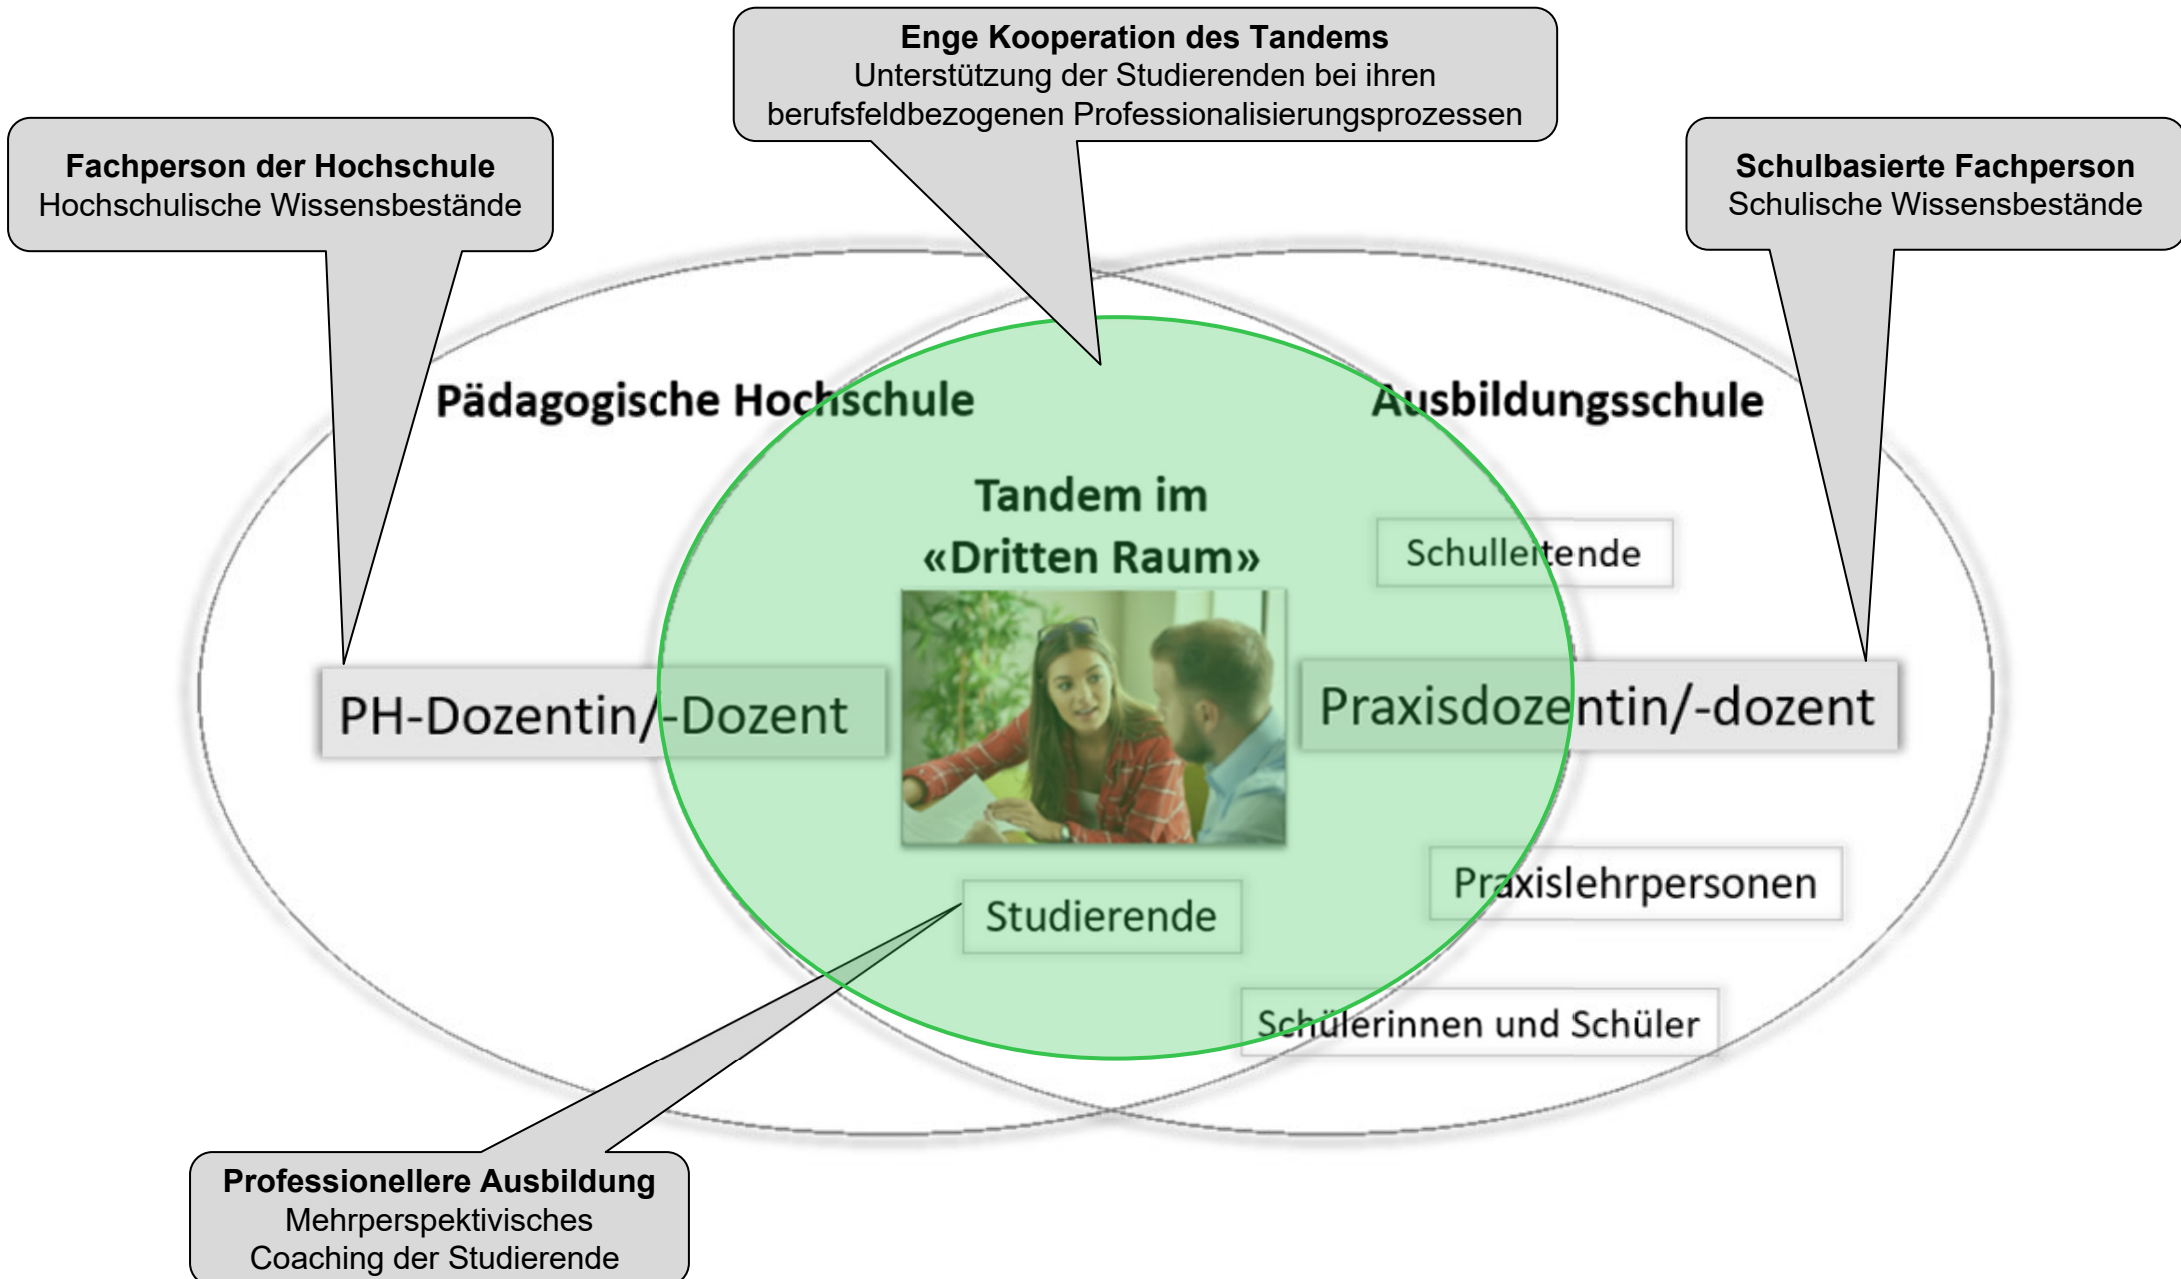 Enge Kooperation des Tandems
Unterstützung der Studierenden bei ihren
berufsfeldbezogenen Professionalisierungsprozessen
Fachperson der Hochschule
Hochschulische Wissensbestände
Schulbasierte Fachperson
Schulische Wissensbestände
Pädagogische Hochschule
Ausbildungsschule
Tandem im
«Dritten Raum»
Schulleitende
PH-Dozentin/-Dozent
Praxisdozentin/-dozent
Praxislehrpersonen
Studierende
Schülerinnen und Schüler
Professionellere Ausbildung
Mehrperspektivisches
Coaching der Studierende